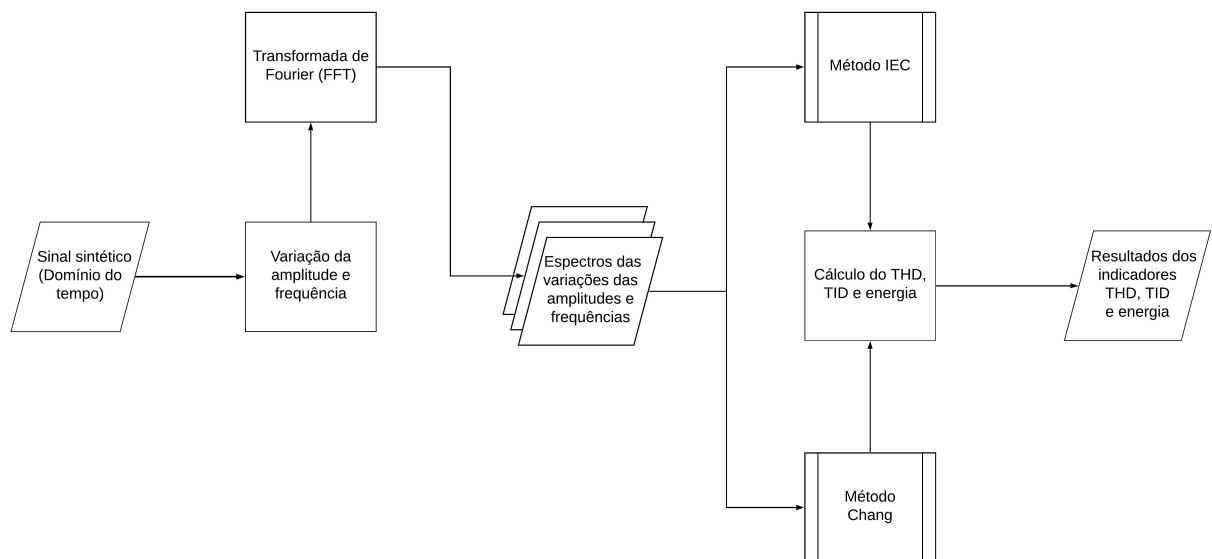 Transformada de
Fourier (FFT)
Método IEC
Sinal sintético
(Domínio do
tempo)
Variação da
amplitude e
frequência
Espectros das
variações das
amplitudes e
frequências
Cálculo do THD,
TID e energia
Resultados dos
indicadores
THD, TID
e energia
Método
Chang